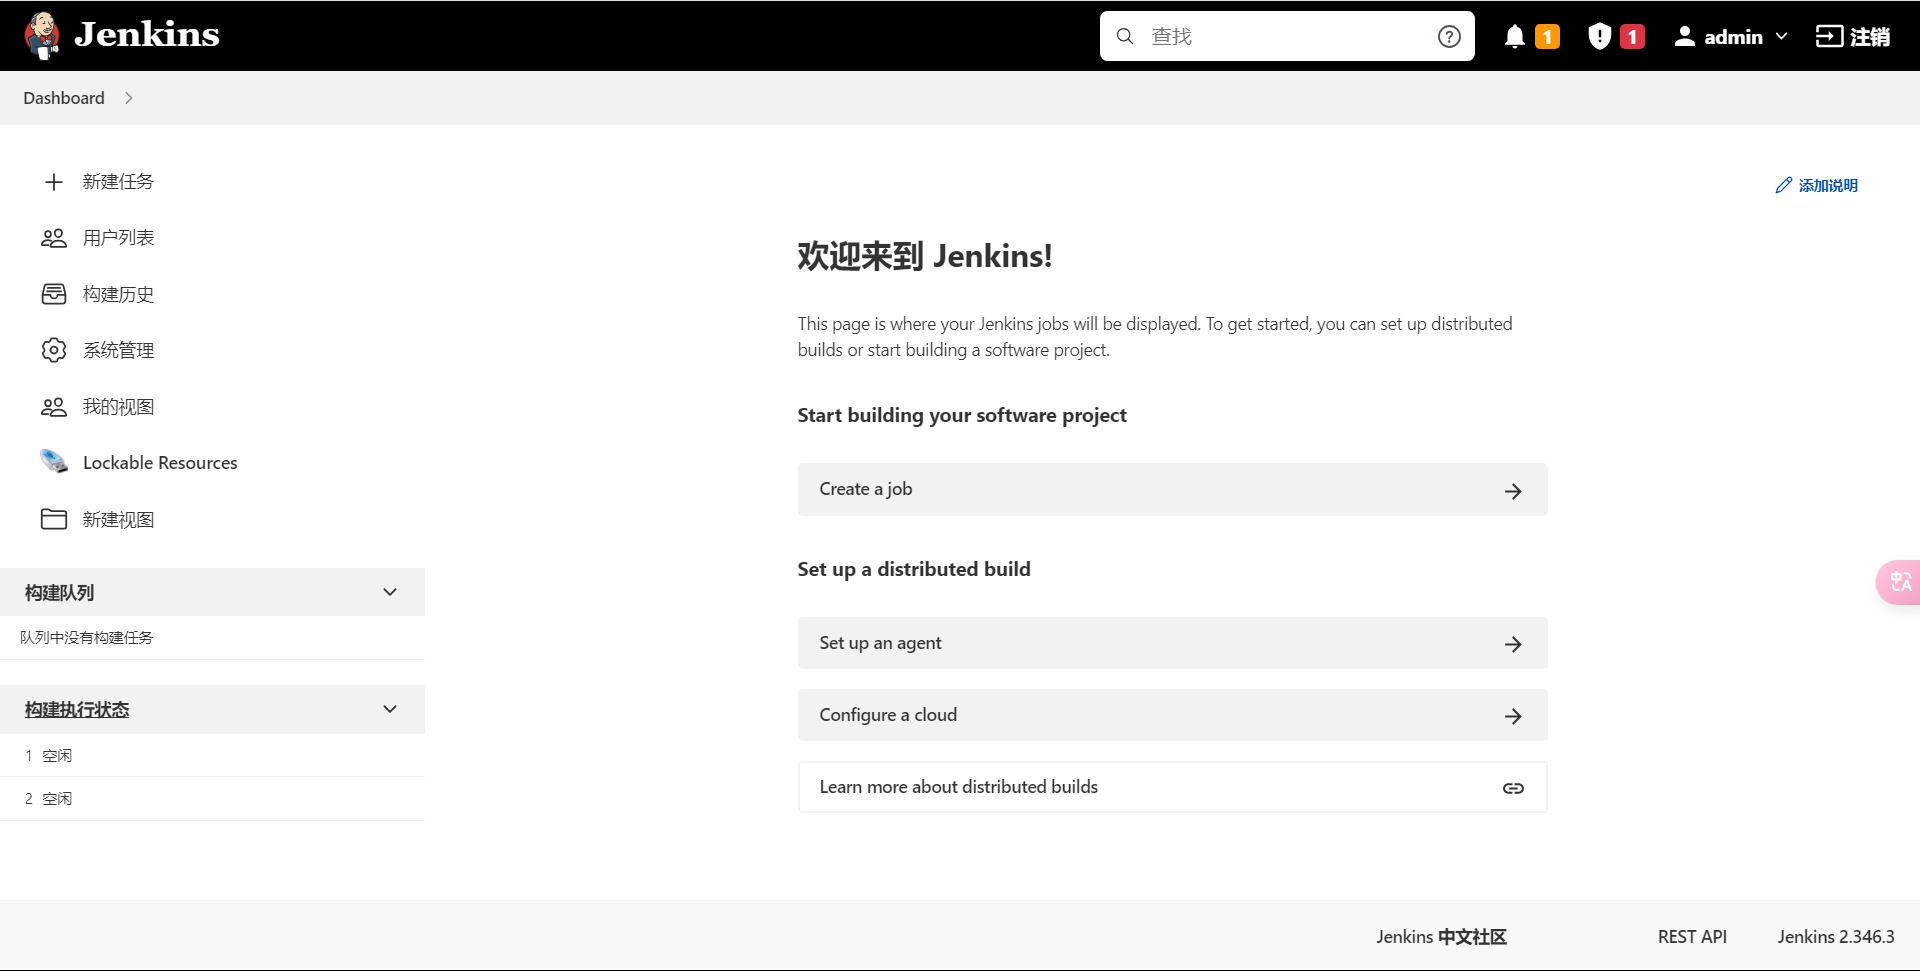 Jenkins
查找
1
1
admin
注销
Dashboard
新建任务
用户列表
构建历史
系统管理
我的视图
Lockable Resources
新建视图
构建队列
队列中没有构建任务
构建执行状态
1 空闲
2 空闲
添加说明
欢迎来到 Jenkins!
This page is where your Jenkins jobs will be displayed. To get started, you can set up distributed
builds or start building a software project.
Start building your software project
Create a job
Set up a distributed build
Set up an agent
Configure a cloud
Learn more about distributed builds
中A
Jenkins 中文社区
REST API
Jenkins 2.346.3